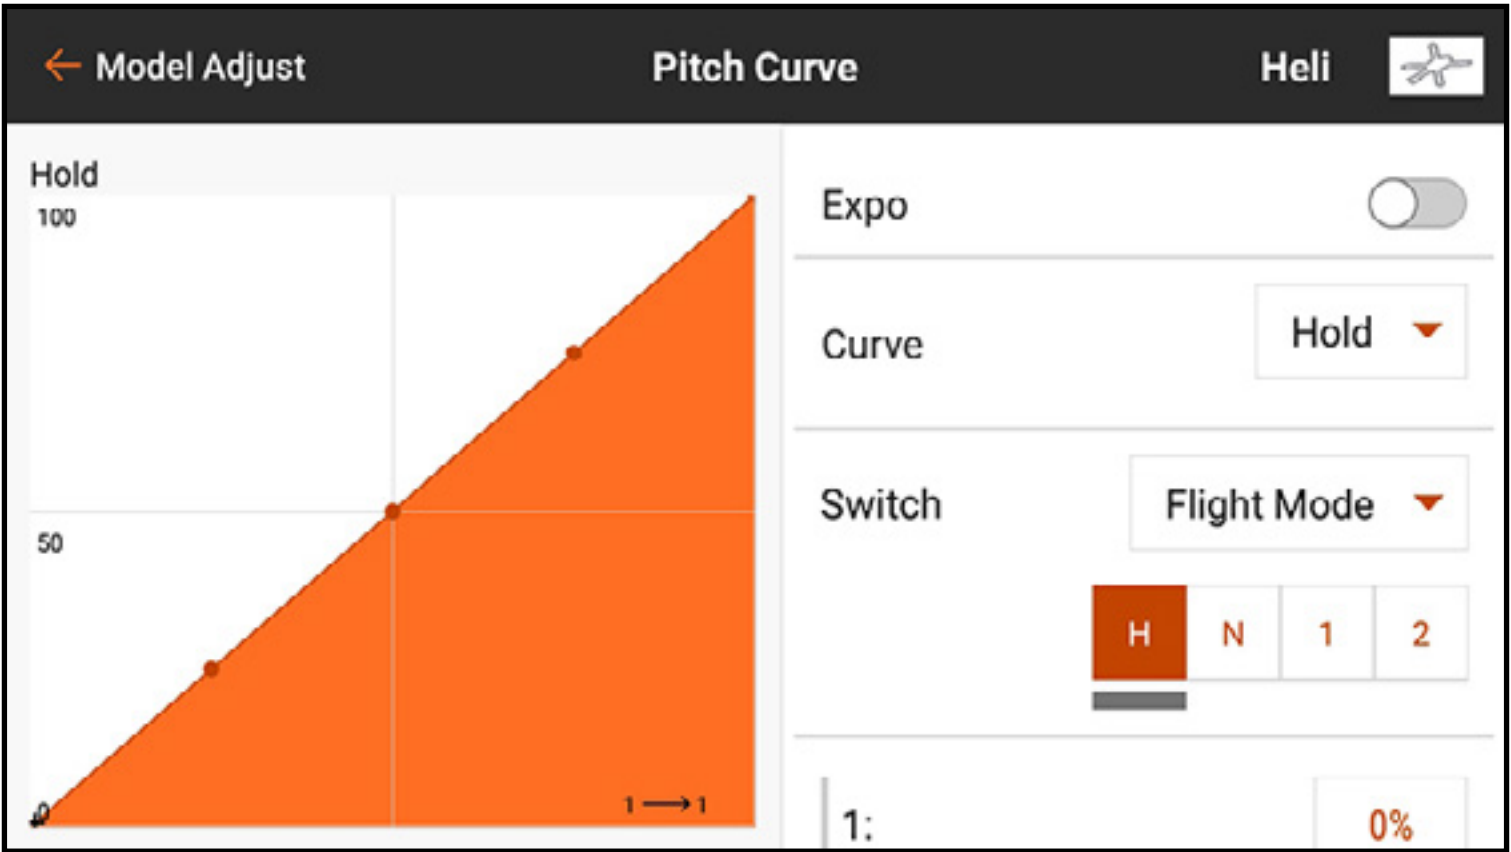 Model Adjust
Pitch Curve
Heli
Hold
100
50
0
1 → 1
Expo
Curve
Hold
Switch
Flight Mode
H N 1 2
1:
0%